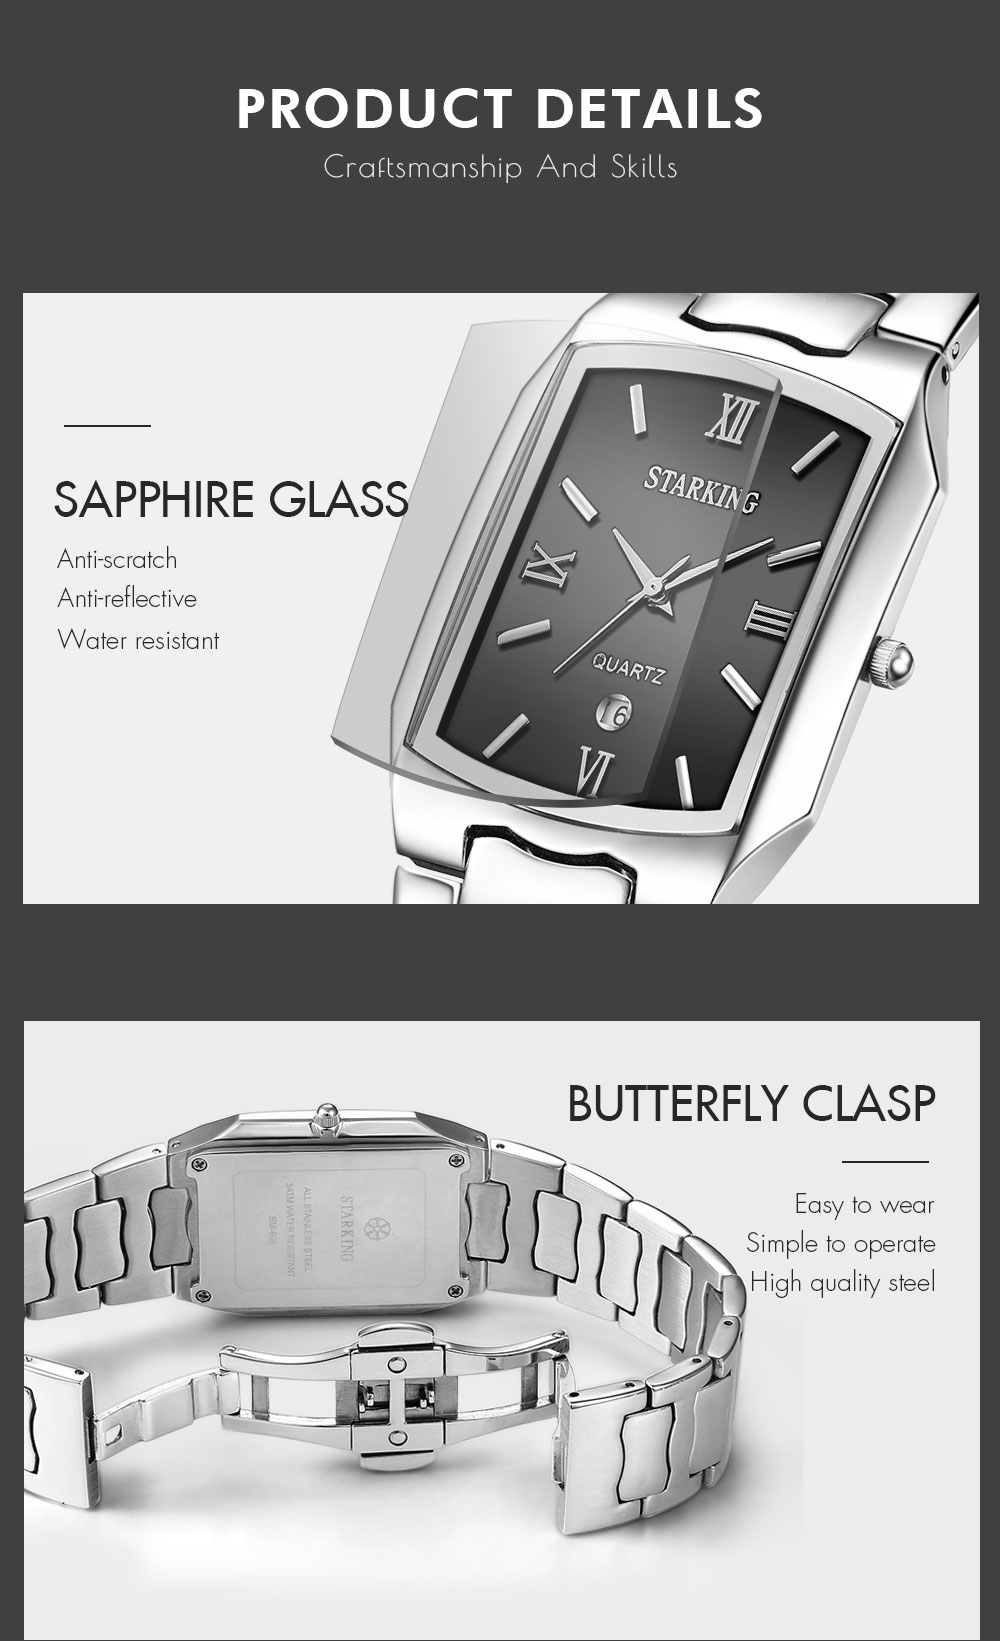 PRODUCT DETAILS
Craftsmanship And Skills
SAPPHIRE GLASS
Anti-scratch
Anti-reflective
Water resistant
XII
STARKING
IX
III
QUARTZ
16
VI
BUTTERFLY CLASP
Easy to wear
Simple to operate
High quality steel
STARKING
ALL STAINLESS STEEL
3ATM WATER RESISTANT